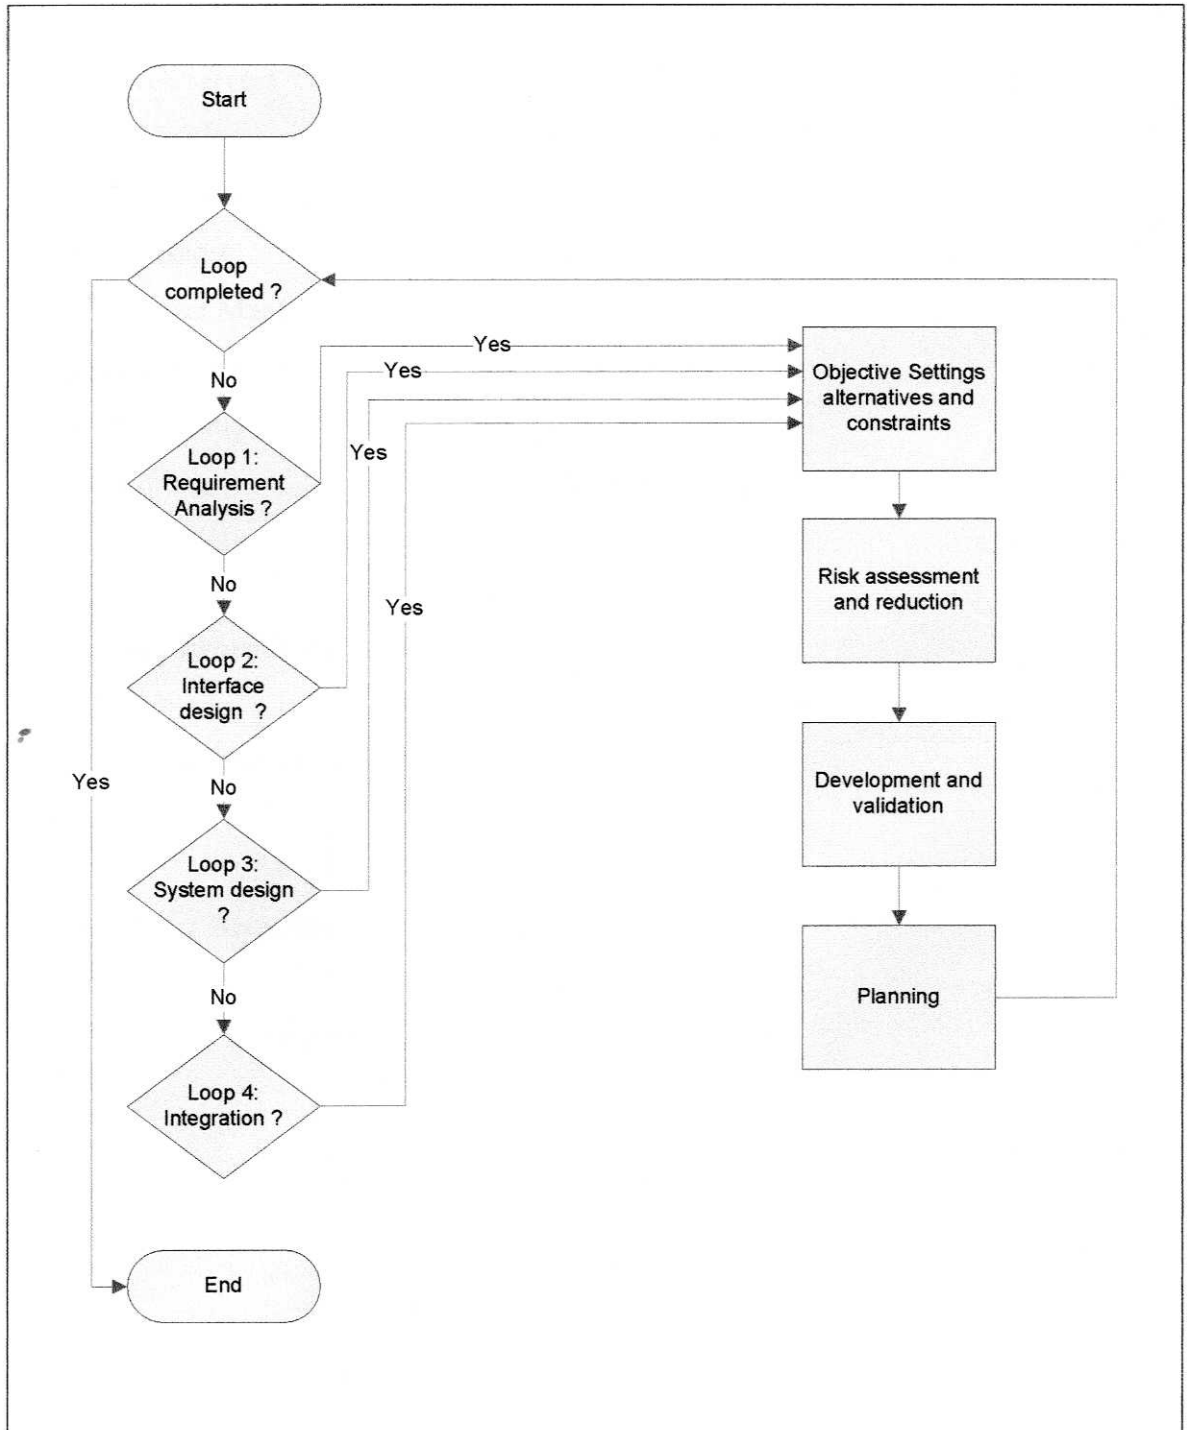 Start
Loop
completed ?
Yes
No
Loop 1:
Requirement
Analysis ?
Yes
No
Loop 2:
Interface
design ?
Yes
No
Loop 3:
System design
?
Yes
No
Loop 4:
Integration ?
Yes
End
Objective Settings
alternatives and
constraints
Risk assessment
and reduction
Development and
validation
Planning